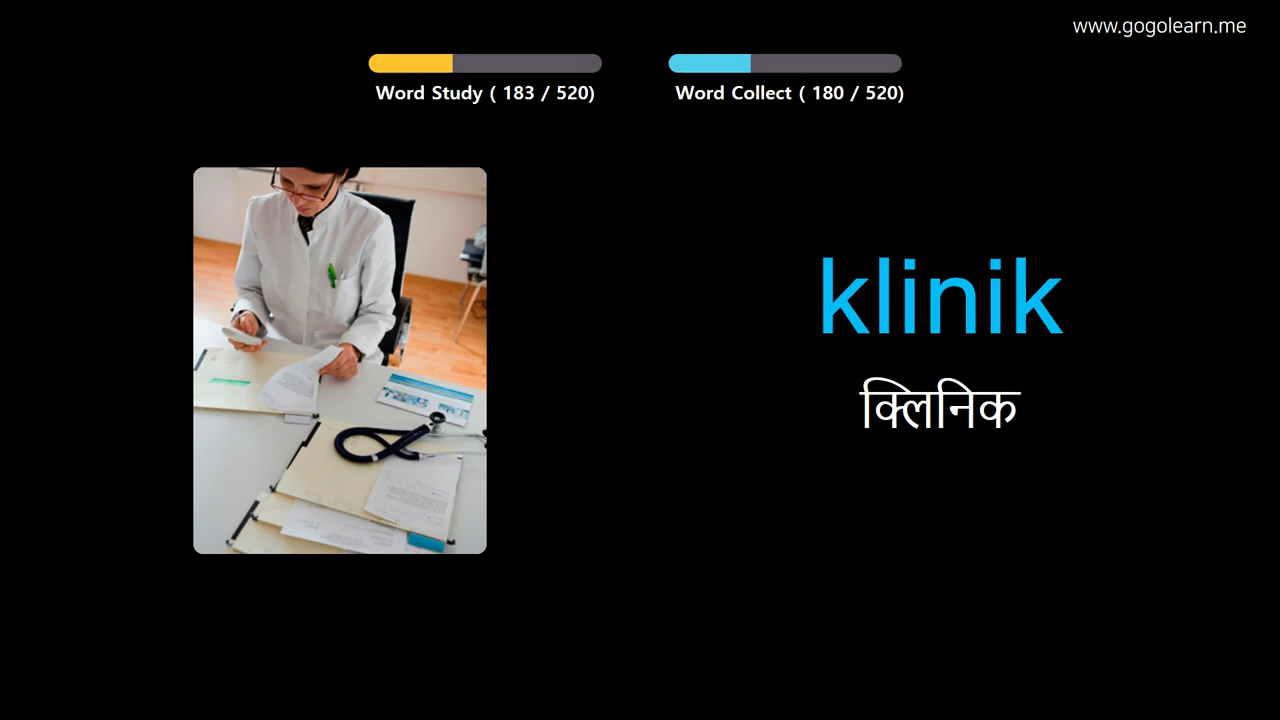 www.gogolearn.me
Word Study ( 183 / 520)
Word Collect ( 180 / 520)
klinik
क्लिनिक